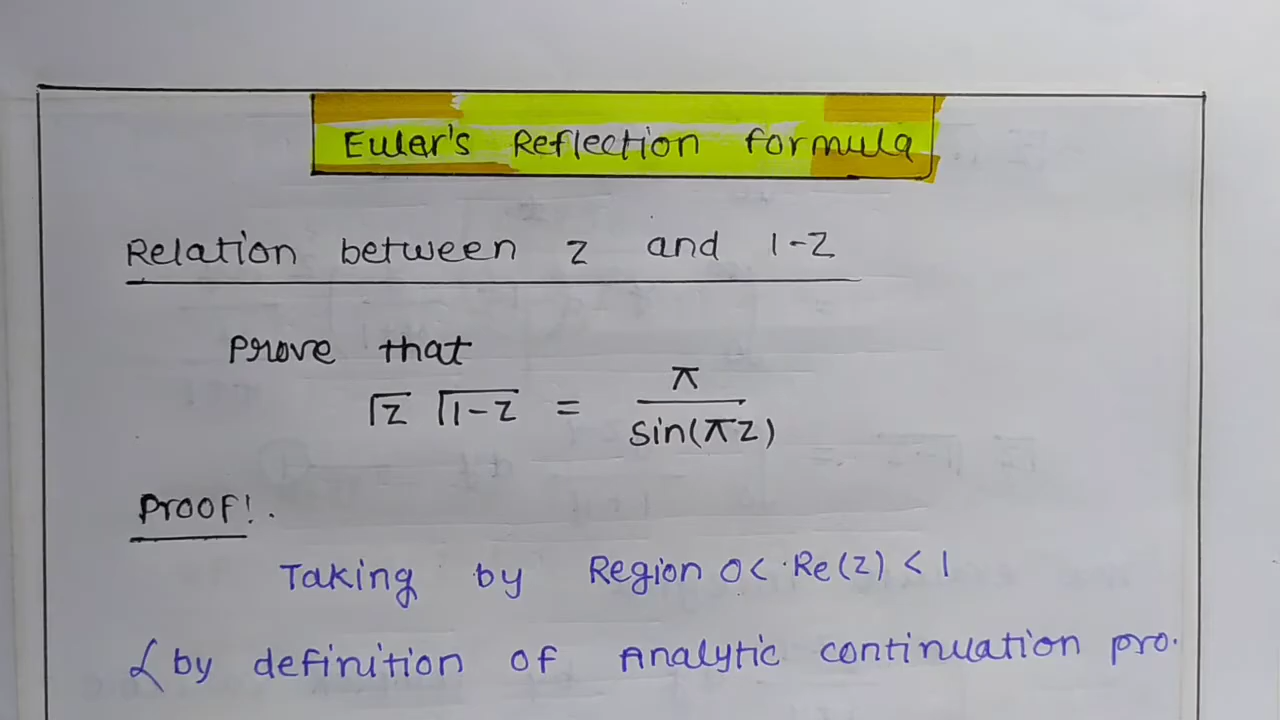 Euler's Reflection formula
Relation between z and 1-z
Prove that
Γz Γ1-z = π / sin(πz)
Proof!.
Taking by Region 0< Re(z) < 1
& by definition of Analytic continuation pro.